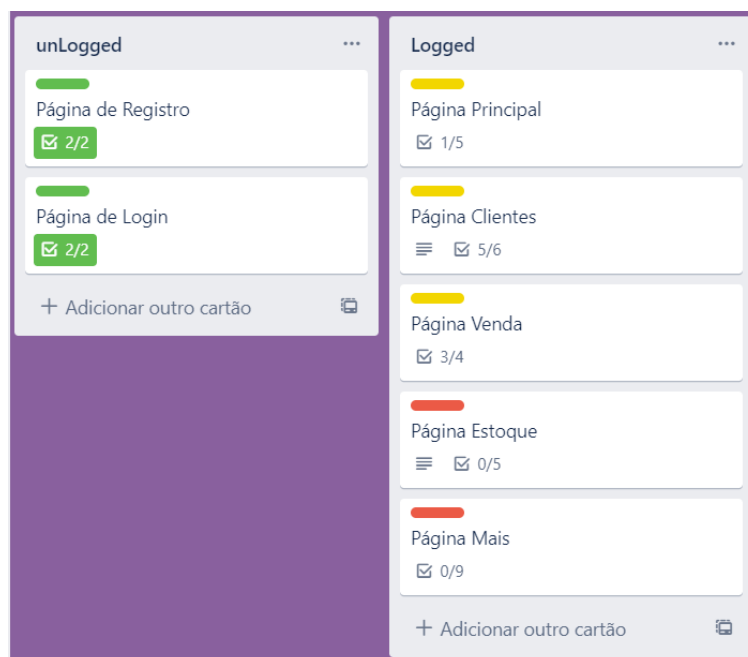 unLogged
Página de Registro
2/2
Página de Login
2/2
Adicionar outro cartão
Logged
Página Principal
1/5
Página Clientes
5/6
Página Venda
3/4
Página Estoque
0/5
Página Mais
0/9
Adicionar outro cartão